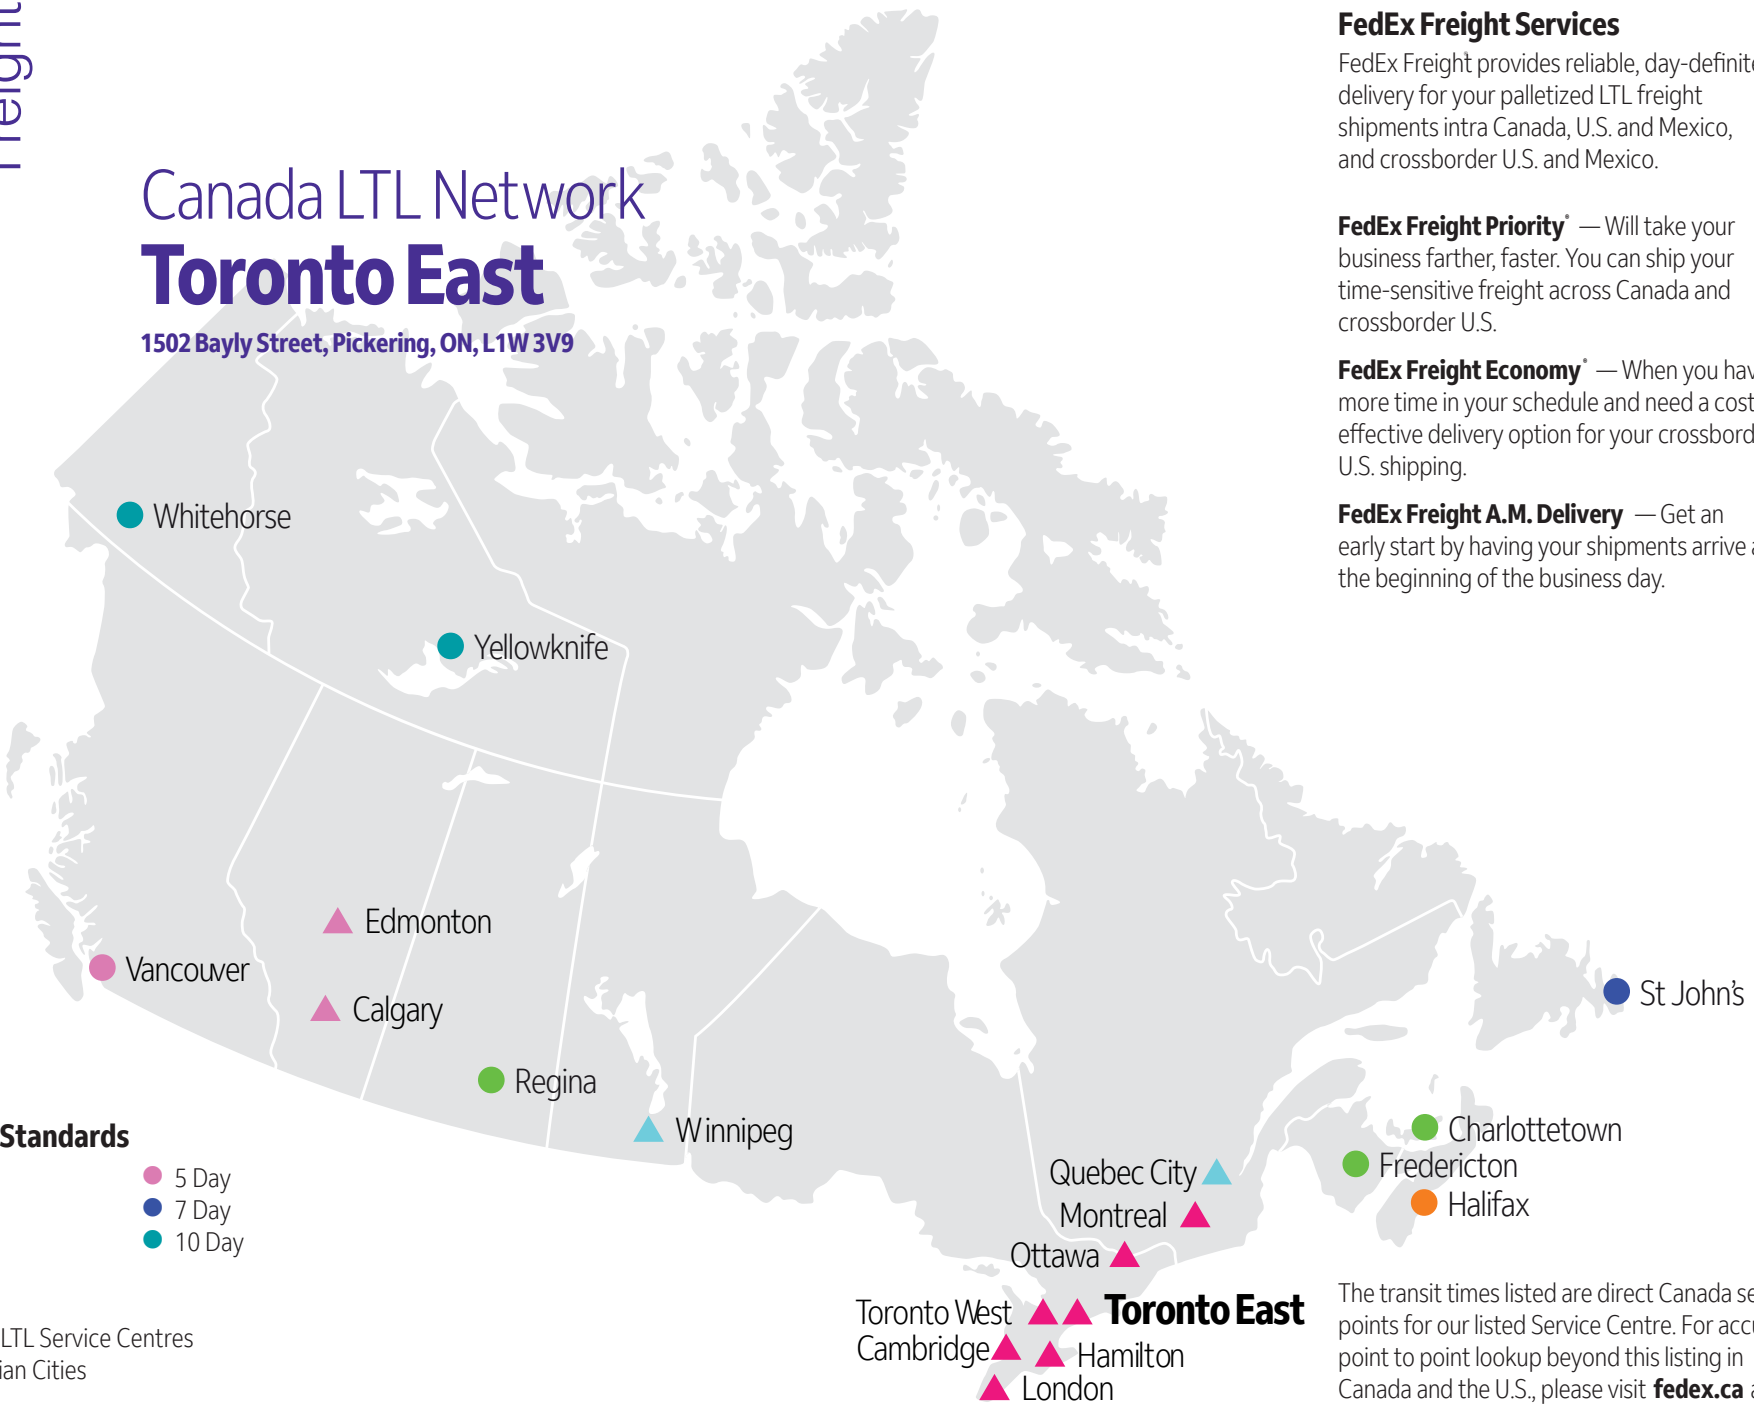 Freight
Canada LTL Network
Toronto East
1502 Bayly Street, Pickering, ON, L1W 3V9
FedEx Freight Services
FedEx Freight® provides reliable, day-definite
delivery for your palletized LTL freight
shipments intra Canada, U.S. and Mexico,
and crossborder U.S. and Mexico.
FedEx Freight Priority® — Will take your
business farther, faster. You can ship your
time-sensitive freight across Canada and
crossborder U.S.
FedEx Freight Economy® — When you hav
more time in your schedule and need a cost
effective delivery option for your crossbord
U.S. shipping.
FedEx Freight A.M. Delivery — Get an
early start by having your shipments arrive a
the beginning of the business day.
Whitehorse
Yellowknife
Edmonton
Vancouver
Calgary
Regina
Winnipeg
St John's
Charlottetown
Fredericton
Halifax
Quebec City
Montreal
Ottawa
Toronto West
Toronto East
Cambridge
Hamilton
London
Standards
5 Day
7 Day
10 Day
LTL Service Centres
ian Cities
The transit times listed are direct Canada se
points for our listed Service Centre. For accu
point to point lookup beyond this listing in
Canada and the U.S., please visit fedex.ca a